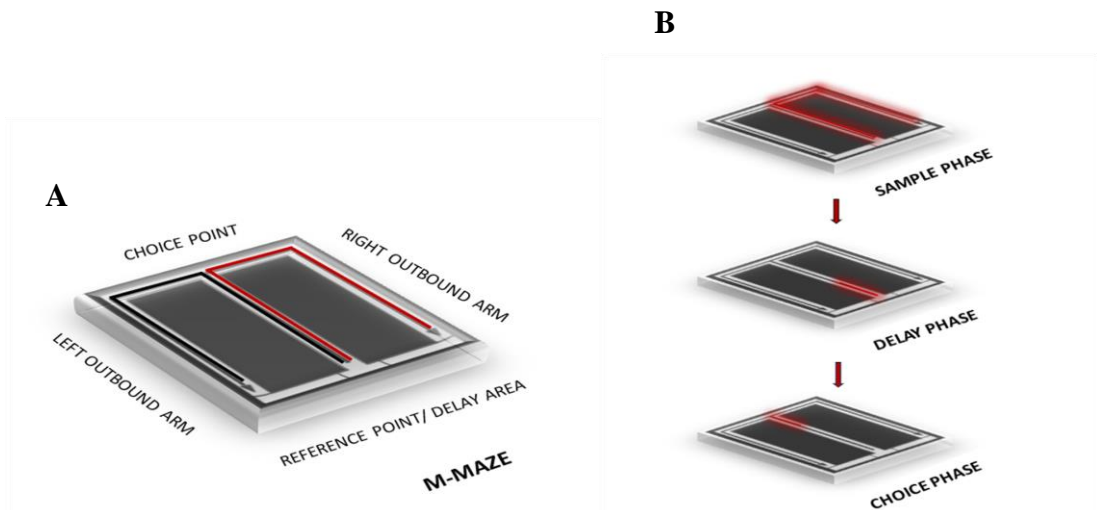 A
CHOICE POINT
RIGHT OUTBOUND ARM
LEFT OUTBOUND ARM
REFERENCE POINT/ DELAY AREA
M-MAZE
B
SAMPLE PHASE
DELAY PHASE
CHOICE PHASE